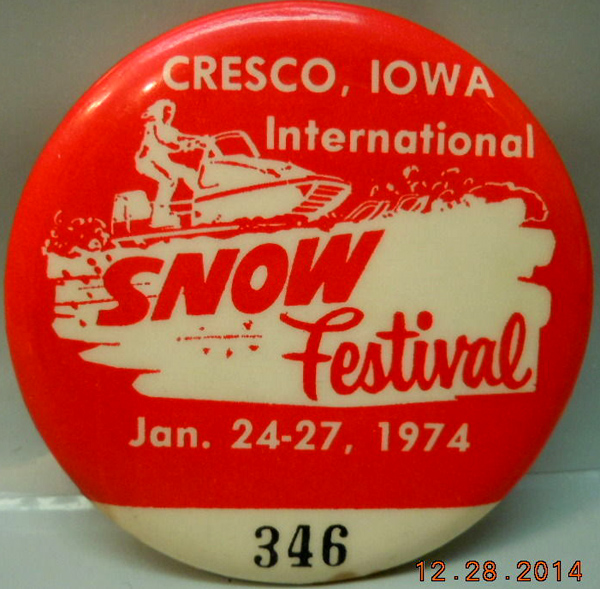 CRESCO, IOWA
International
SNOW
Festival
Jan. 24-27, 1974
346
12.28.2014